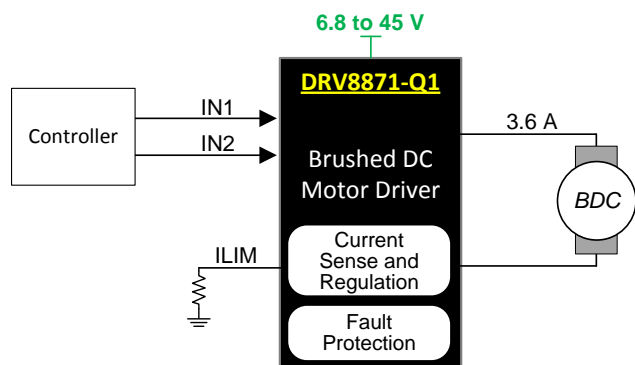 6.8 to 45 V
DRV8871-Q1
Controller
IN1
IN2
3.6 A
Brushed DC
Motor Driver
BDC
ILIM
Current
Sense and
Regulation
Fault
Protection